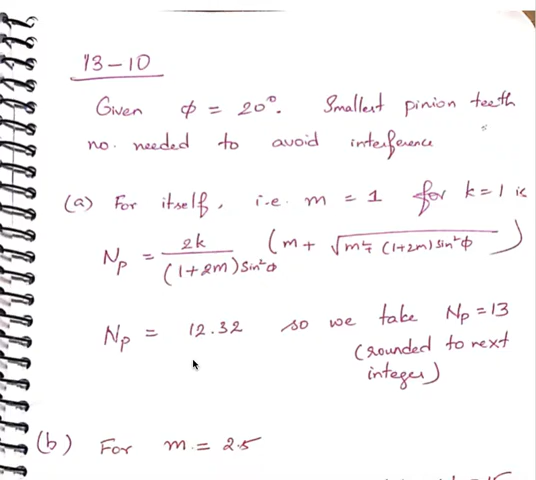 13-10
Given φ = 20°. Smallest pinion teeth
no. needed to avoid interference
(a) For itself, i.e. m = 1 for k=1 is
Np = 2k / (1+2m) sin²φ (m + √m² + (1+2m) sin²φ )
Np = 12.32 so we take Np = 13
(rounded to next
integer)
(b) For m = 2.5